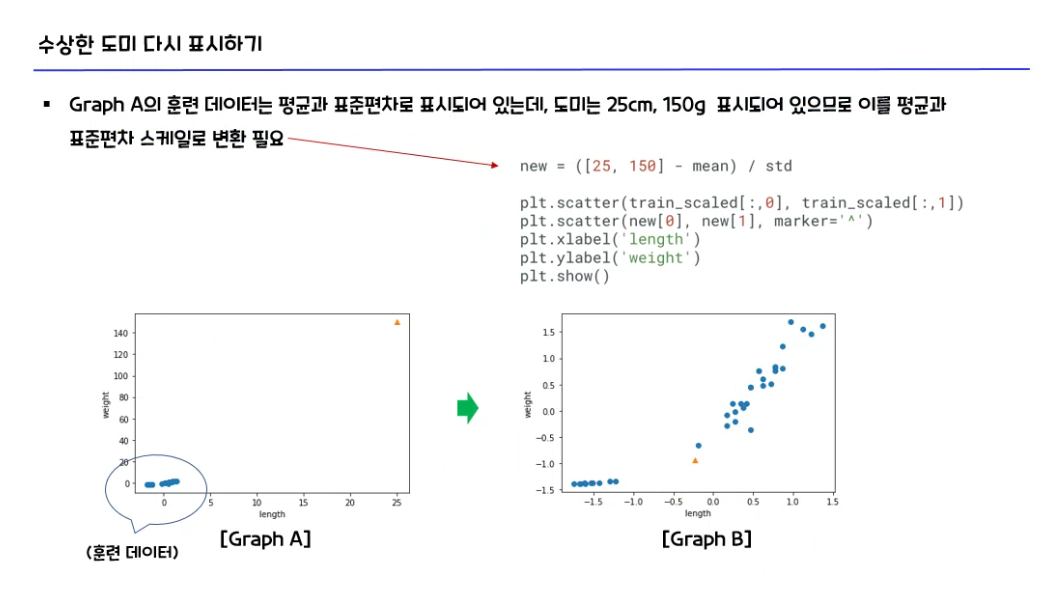 수상한 도미 다시 표시하기
▪ Graph A의 훈련 데이터는 평균과 표준편차로 표시되어 있는데, 도미는 25cm, 150g 표시되어 있으므로 이를 평균과
표준편차 스케일로 변환 필요
new = ([25, 150] - mean) / std
plt.scatter(train_scaled[:,0], train_scaled[:,1])
plt.scatter(new[0], new[1], marker='^')
plt.xlabel('length')
plt.ylabel('weight')
plt.show()
140
120
100
80
60
40
20
0
weight
0 5 10 15 20 25
length
[Graph A]
(훈련 데이터)
1.5
1.0
0.5
0.0
−0.5
−1.0
−1.5
weight
−1.5 −1.0 −0.5 0.0 0.5 1.0 1.5
length
[Graph B]